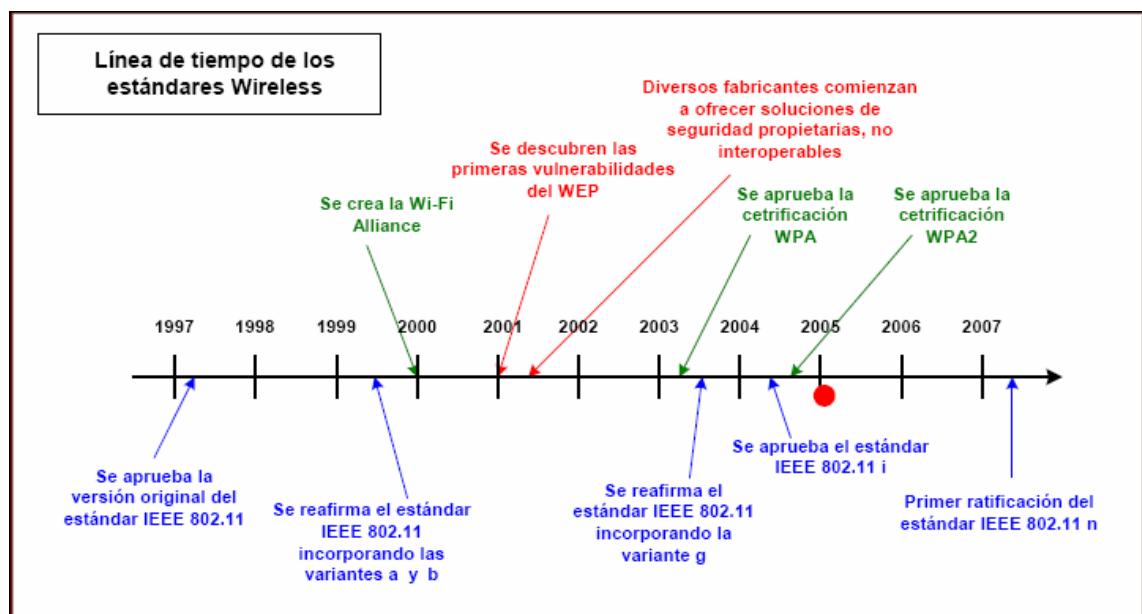 Línea de tiempo de los
estándares Wireless
Diversos fabricantes comienzan
a ofrecer soluciones de
seguridad propietarias, no
interoperables
Se descubren las
primeras vulnerabilidades
del WEP
Se crea la Wi-Fi
Alliance
Se aprueba la
cetrificación
WPA
Se aprueba la
cetrificación
WPA2
1997 1998 1999 2000 2001 2002 2003 2004 2005 2006 2007
Se aprueba la
versión original del
estándar IEEE 802.11
Se reafirma el estándar
IEEE 802.11
incorporando las
variantes a y b
Se reafirma el
estándar IEEE 802.11
incorporando la
variante g
Se aprueba el estándar
IEEE 802.11 i
Primer ratificación del
estándar IEEE 802.11 n